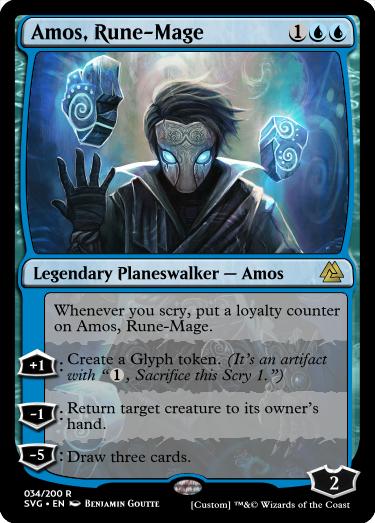 Amos, Rune-Mage 1
Legendary Planeswalker — Amos
Whenever you scry, put a loyalty counter
on Amos, Rune-Mage.
+1: Create a Glyph token. (It's an artifact
with “1, Sacrifice this Scry 1.”)
-1: Return target creature to its owner's
hand.
-5: Draw three cards.
2
034/200 R
SVG • EN Benjamin Goutte
[Custom] ™&© Wizards of the Coast